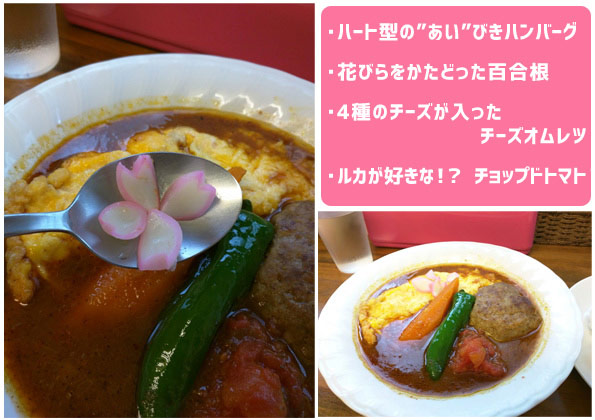 ・ハート型の”あい”びきハンバーグ
・花びらをかたどった百合根
・4種のチーズが入った
チーズオムレツ
・ルカが好きな!? チョップドトマト